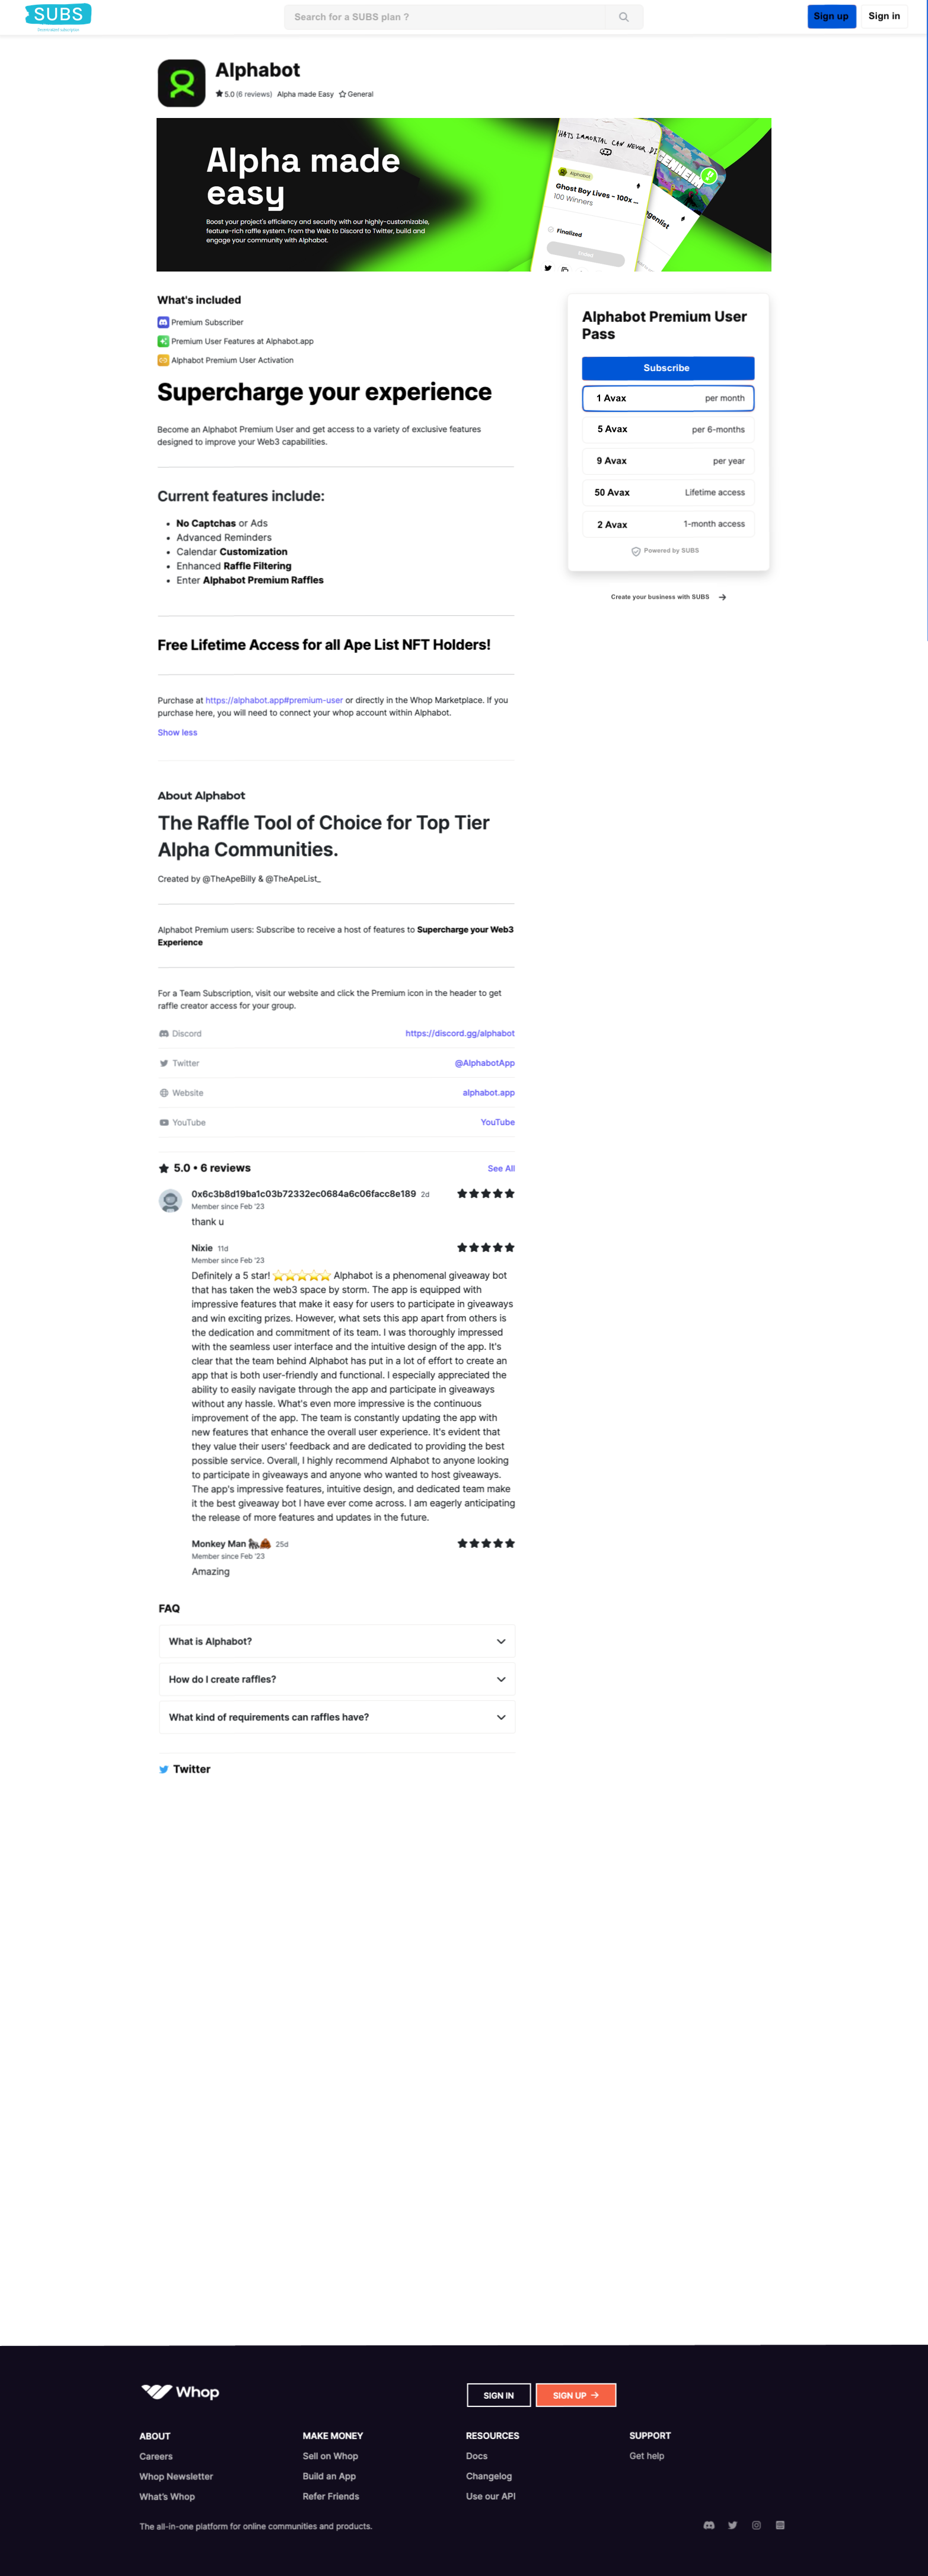 SUBS
Search for a SUBS plan ?
Sign up
Sign in
Alphabot
5.0 (6 reviews) Alpha made Easy General
Alpha made
easy
Boost your project's efficiency and security with our highly-customizable,
feature-rich raffle system. From the Web to Discord to Twitter, build and
engage your community with Alphabot.
Alphabot
Ghost Boy Lives - 100x ...
100 Winners
Finalized
What's included
Premium Subscriber
Premium User Features at Alphabot.app
Alphabot Premium User Activation
Supercharge your experience
Become an Alphabot Premium User and get access to a variety of exclusive features
designed to improve your Web3 capabilities.
Current features include:
No Captchas or Ads
Advanced Reminders
Calendar Customization
Enhanced Raffle Filtering
Enter Alphabot Premium Raffles
Free Lifetime Access for all Ape List NFT Holders!
Purchase at https://alphabot.app#premium-user or directly in the Whop Marketplace. If you
purchase here, you will need to connect your whop account within Alphabot.
Show less
Alphabot Premium User
Pass
Subscribe
1 Avax per month
5 Avax per 6-months
9 Avax per year
50 Avax Lifetime access
2 Avax 1-month access
Powered by SUBS
Create your business with SUBS
About Alphabot
The Raffle Tool of Choice for Top Tier
Alpha Communities.
Created by @TheApeBilly & @TheApeList_
Alphabot Premium users: Subscribe to receive a host of features to Supercharge your Web3
Experience
For a Team Subscription, visit our website and click the Premium icon in the header to get
raffle creator access for your group.
Discord https://discord.gg/alphabot
Twitter @AlphabotApp
Website alphabot.app
YouTube YouTube
5.0 • 6 reviews See All
0x6c3b8d19ba1c03b72332ec0684a6c06facc8e189 2d
Member since Feb '23
thank u
Nixie 11d
Member since Feb '23
Definitely a 5 star! ⭐⭐⭐⭐⭐ Alphabot is a phenomenal giveaway bot
that has taken the web3 space by storm. The app is equipped with
impressive features that make it easy for users to participate in giveaways
and win exciting prizes. However, what sets this app apart from others is
the dedication and commitment of its team. I was thoroughly impressed
with the seamless user interface and the intuitive design of the app. It's
clear that the team behind Alphabot has put in a lot of effort to create an
app that is both user-friendly and functional. I especially appreciated the
ability to easily navigate through the app and participate in giveaways
without any hassle. What's even more impressive is the continuous
improvement of the app. The team is constantly updating the app with
new features that enhance the overall user experience. It's evident that
they value their users' feedback and are dedicated to providing the best
possible service. Overall, I highly recommend Alphabot to anyone looking
to participate in giveaways and anyone who wanted to host giveaways.
The app's impressive features, intuitive design, and dedicated team make
it the best giveaway bot I have ever come across. I am eagerly anticipating
the release of more features and updates in the future.
Monkey Man 25d
Member since Feb '23
Amazing
FAQ
What is Alphabot?
How do I create raffles?
What kind of requirements can raffles have?
Twitter
Whop
SIGN IN
SIGN UP →
ABOUT
Careers
Whop Newsletter
What's Whop
MAKE MONEY
Sell on Whop
Build an App
Refer Friends
RESOURCES
Docs
Changelog
Use our API
SUPPORT
Get help
The all-in-one platform for online communities and products.